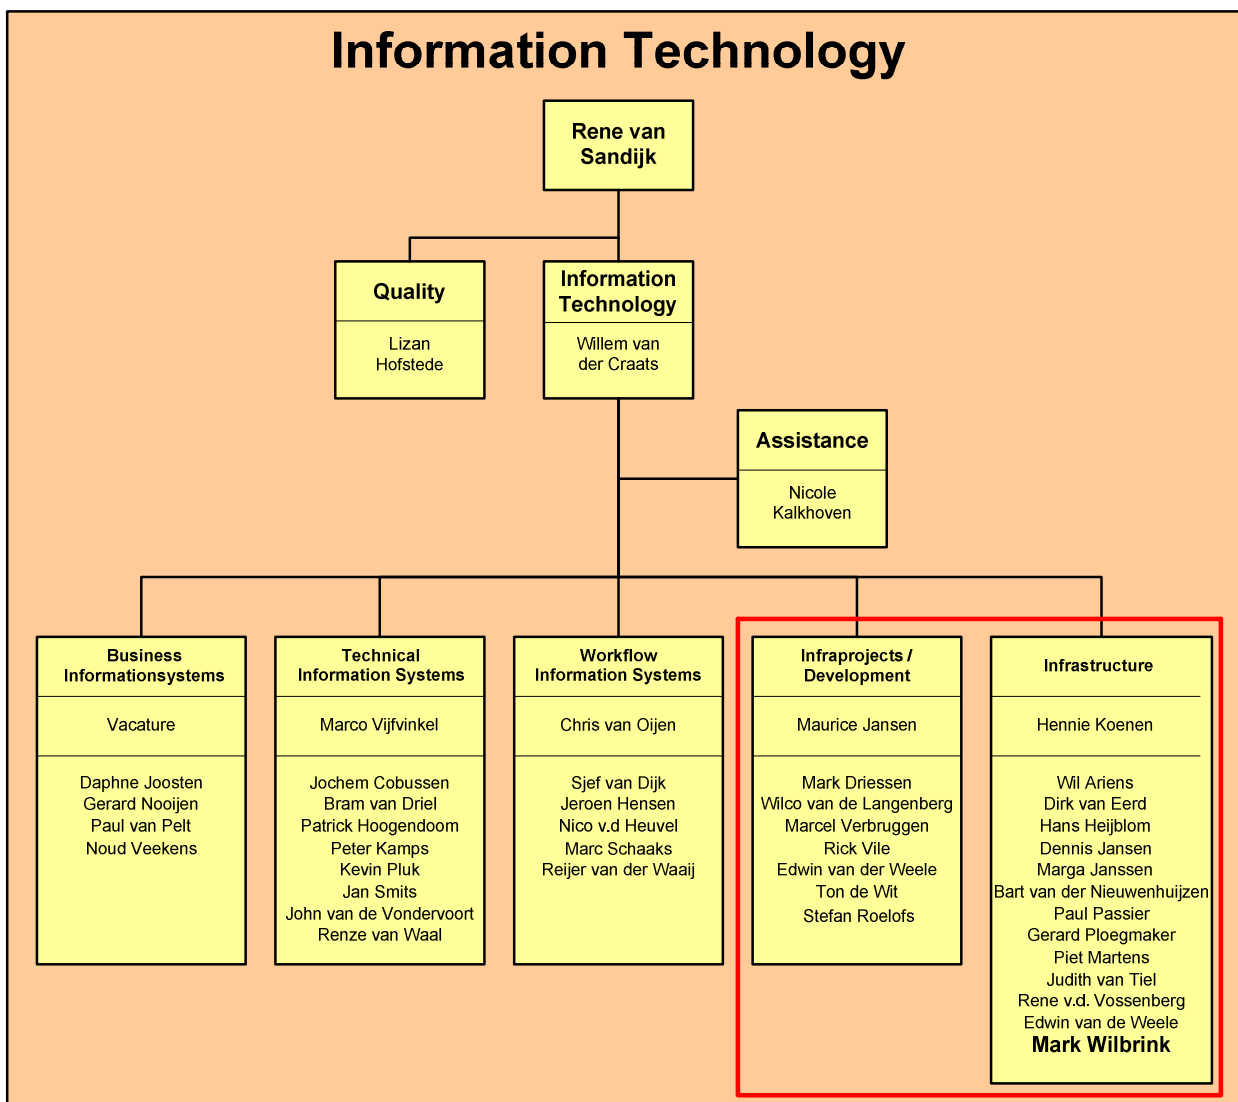 Information Technology
Rene van
Sandijk
Quality
Lizan
Hofstede
Information
Technology
Willem van
der Craats
Assistance
Nicole
Kalkhoven
Business
Informationsystems
Vacature
Daphne Joosten
Gerard Nooijen
Paul van Pelt
Noud Veekens
Technical
Information Systems
Marco Vijfvinkel
Jochem Cobussen
Bram van Driel
Patrick Hoogendoom
Peter Kamps
Kevin Pluk
Jan Smits
John van de Vondervoort
Renze van Waal
Workflow
Information Systems
Chris van Oijen
Sjef van Dijk
Jeroen Hensen
Nico v.d Heuvel
Marc Schaaks
Reijer van der Waaij
Infraprojects /
Development
Maurice Jansen
Mark Driessen
Wilco van de Langenberg
Marcel Verbruggen
Rick Vile
Edwin van der Weele
Ton de Wit
Stefan Roelofs
Infrastructure
Hennie Koenen
Wil Ariens
Dirk van Eerd
Hans Heijblom
Dennis Jansen
Marga Janssen
Bart van der Nieuwenhuijzen
Paul Passier
Gerard Ploegmaker
Piet Martens
Judith van Tiel
Rene v.d. Vossenberg
Edwin van de Weele
Mark Wilbrink